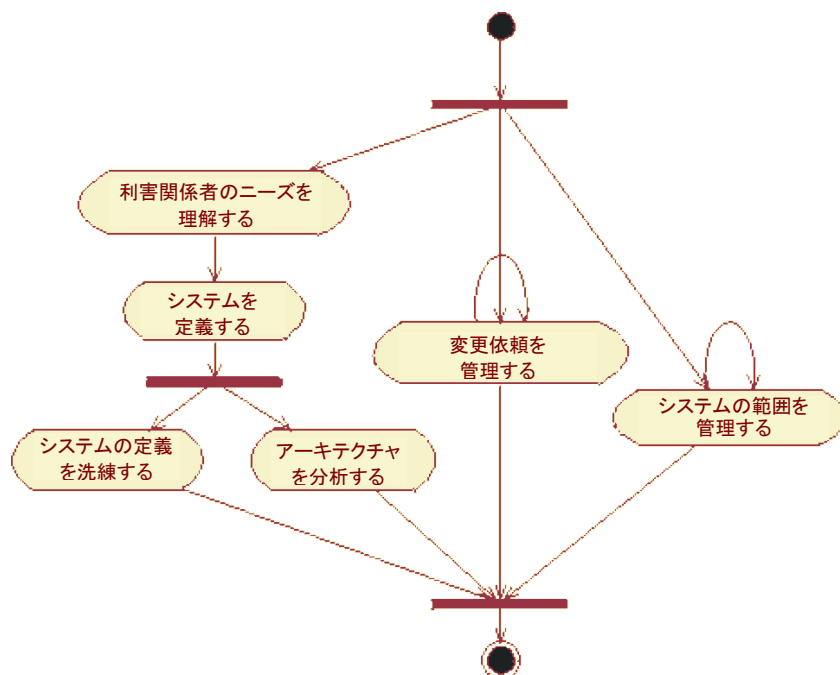 利害関係者のニーズを
理解する
システムを
定義する
変更依頼を
管理する
システムの範囲を
管理する
システムの定義
を洗練する
アーキテクチャ
を分析する